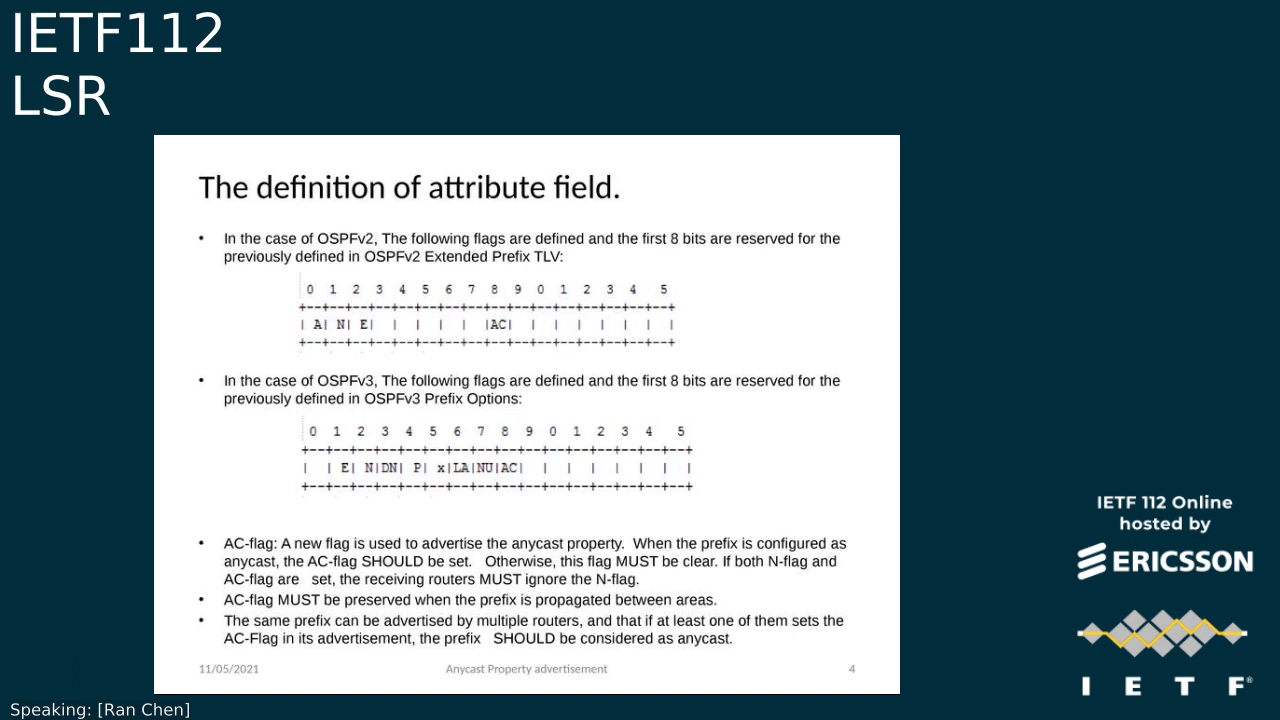 IETF112
LSR
The definition of attribute field.
• In the case of OSPFv2, The following flags are defined and the first 8 bits are reserved for the
previously defined in OSPFv2 Extended Prefix TLV:
0 1 2 3 4 5 6 7 8 9 0 1 2 3 4 5
+--+--+--+--+--+--+--+--+--+--+--+--+--+--+--+--+
| A| N| E| | | | | |AC| | | | | | | |
+--+--+--+--+--+--+--+--+--+--+--+--+--+--+--+--+
• In the case of OSPFv3, The following flags are defined and the first 8 bits are reserved for the
previously defined in OSPFv3 Prefix Options:
0 1 2 3 4 5 6 7 8 9 0 1 2 3 4 5
+--+--+--+--+--+--+--+--+--+--+--+--+--+--+--+--+
| | E| N|DN| P| x|LA|NU|AC| | | | | | | |
+--+--+--+--+--+--+--+--+--+--+--+--+--+--+--+--+
• AC-flag: A new flag is used to advertise the anycast property. When the prefix is configured as
anycast, the AC-flag SHOULD be set. Otherwise, this flag MUST be clear. If both N-flag and
AC-flag are set, the receiving routers MUST ignore the N-flag.
• AC-flag MUST be preserved when the prefix is propagated between areas.
• The same prefix can be advertised by multiple routers, and that if at least one of them sets the
AC-Flag in its advertisement, the prefix SHOULD be considered as anycast.
11/05/2021 Anycast Property advertisement 4
IETF 112 Online
hosted by
ERICSSON
I E T F®
Speaking: [Ran Chen]